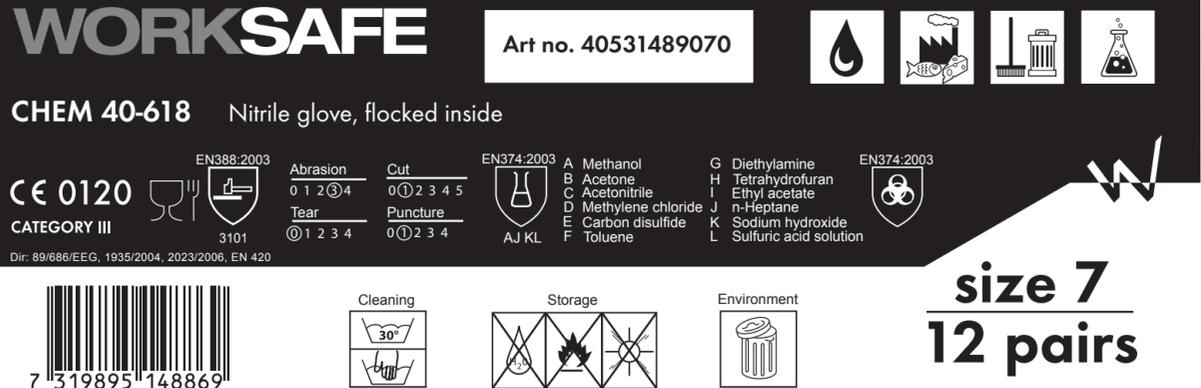 WORKSAFE
Art no. 40531489070
CHEM 40-618 Nitrile glove, flocked inside
CE 0120
CATEGORY III
EN388:2003
3101
Abrasion
0 1 2 3 4
Cut
0 1 2 3 4 5
Tear
0 1 2 3 4
Puncture
0 1 2 3 4
EN374:2003
AJ KL
A Methanol
B Acetone
C Acetonitrile
D Methylene chloride
E Carbon disulfide
F Toluene
G Diethylamine
H Tetrahydrofuran
I Ethyl acetate
J n-Heptane
K Sodium hydroxide
L Sulfuric acid solution
EN374:2003
W
Dir: 89/686/EEG, 1935/2004, 2023/2006, EN 420
size 7
12 pairs
7 319895 148869
Cleaning
30°
Storage
H₂O
Environment